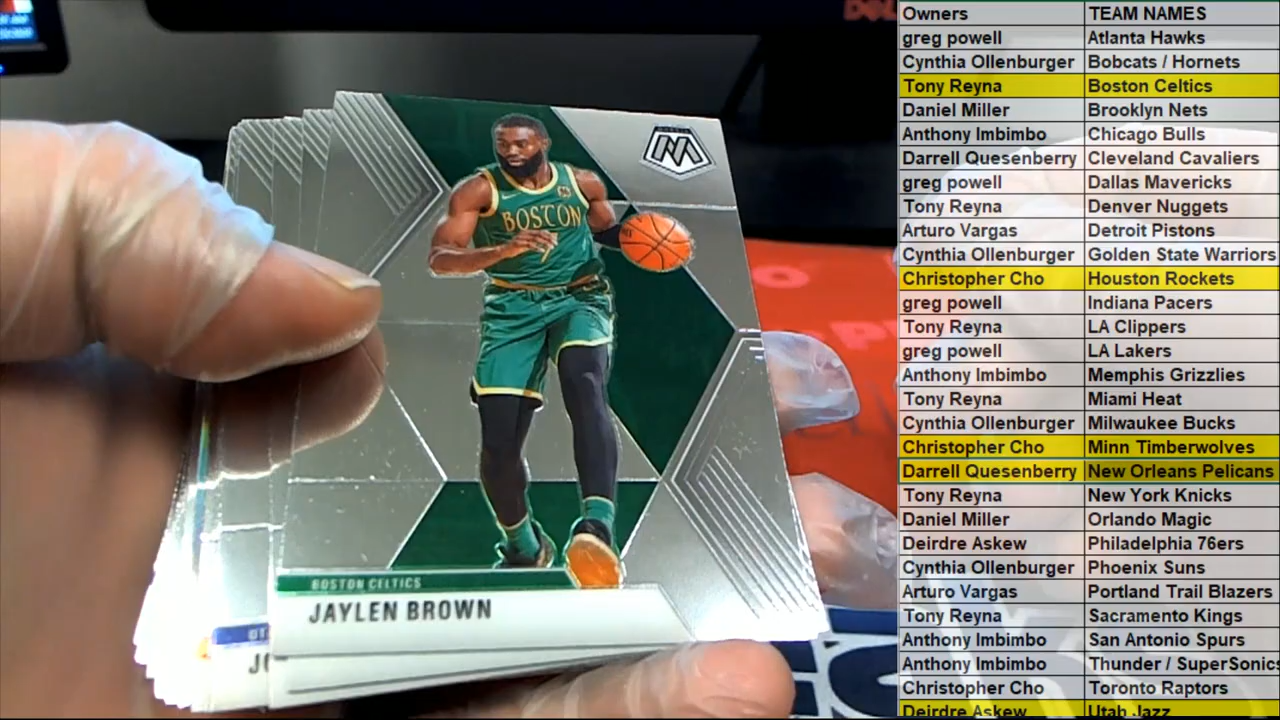 DELL
BOSTON
7
BOSTON CELTICS
JAYLEN BROWN
JO
Owners TEAM NAMES
greg powell Atlanta Hawks
Cynthia Ollenburger Bobcats / Hornets
Tony Reyna Boston Celtics
Daniel Miller Brooklyn Nets
Anthony Imbimbo Chicago Bulls
Darrell Quesenberry Cleveland Cavaliers
greg powell Dallas Mavericks
Tony Reyna Denver Nuggets
Arturo Vargas Detroit Pistons
Cynthia Ollenburger Golden State Warriors
Christopher Cho Houston Rockets
greg powell Indiana Pacers
Tony Reyna LA Clippers
greg powell LA Lakers
Anthony Imbimbo Memphis Grizzlies
Tony Reyna Miami Heat
Cynthia Ollenburger Milwaukee Bucks
Christopher Cho Minn Timberwolves
Darrell Quesenberry New Orleans Pelicans
Tony Reyna New York Knicks
Daniel Miller Orlando Magic
Deirdre Askew Philadelphia 76ers
Cynthia Ollenburger Phoenix Suns
Arturo Vargas Portland Trail Blazers
Tony Reyna Sacramento Kings
Anthony Imbimbo San Antonio Spurs
Anthony Imbimbo Thunder / SuperSonics
Christopher Cho Toronto Raptors
Deirdre Askew Utah Jazz